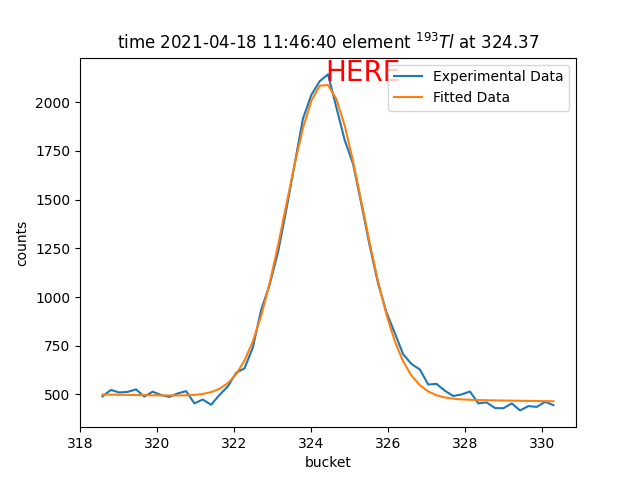 time 2021-04-18 11:46:40 element ¹⁹³Tl at 324.37
HERE
Experimental Data
Fitted Data
counts
2000
1750
1500
1250
1000
750
500
318 320 322 324 326 328 330
bucket